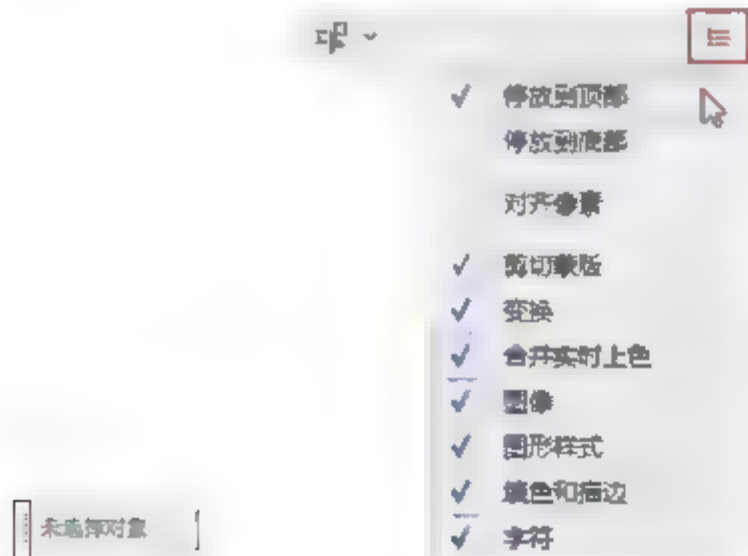 停放到顶部
停放到底部
对齐像素
剪切蒙版
变换
合并实时上色
图像
图形样式
填色和描边
未选择对象
字符